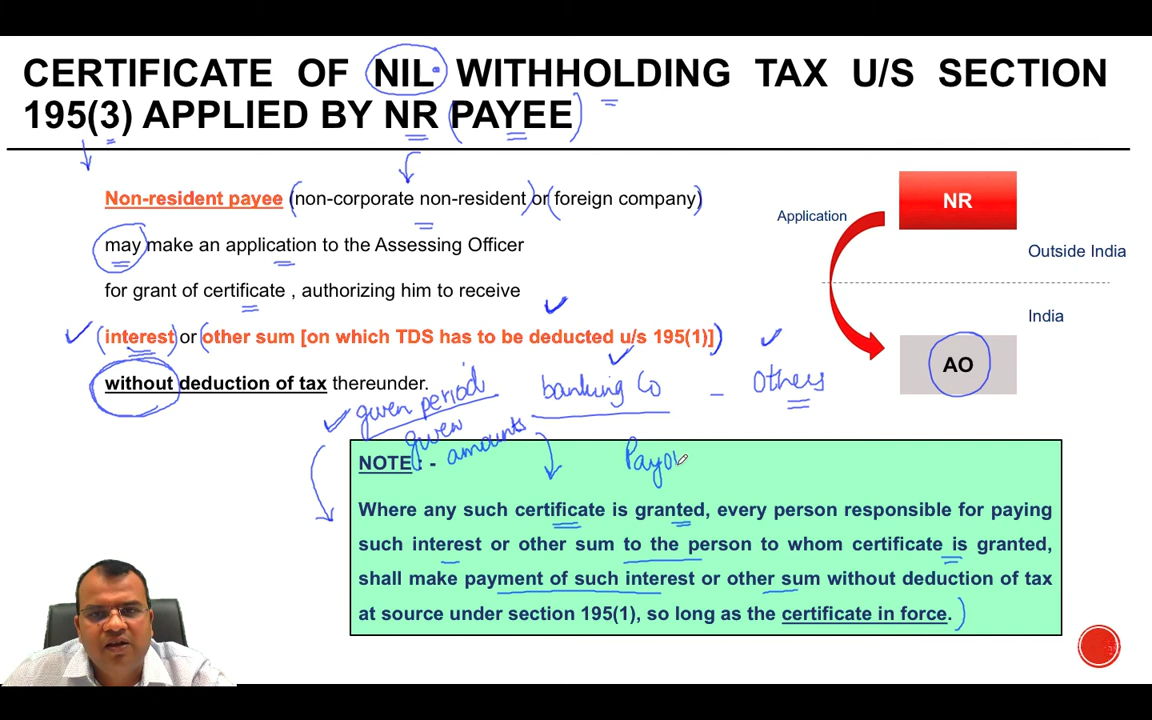 CERTIFICATE OF NIL WITHHOLDING TAX U/S SECTION
195(3) APPLIED BY NR (PAYEE)
Non-resident payee (non-corporate non-resident) or (foreign company)
may make an application to the Assessing Officer
for grant of certificate , authorizing him to receive
(interest) or (other sum [on which TDS has to be deducted u/s 195(1)])
without deduction of tax thereunder.
given period
given
amounts
banking Co - Others
NR
Application
Outside India
India
AO
NOTE : -
Where any such certificate is granted, every person responsible for paying
such interest or other sum to the person to whom certificate is granted,
shall make payment of such interest or other sum without deduction of tax
at source under section 195(1), so long as the certificate in force.)